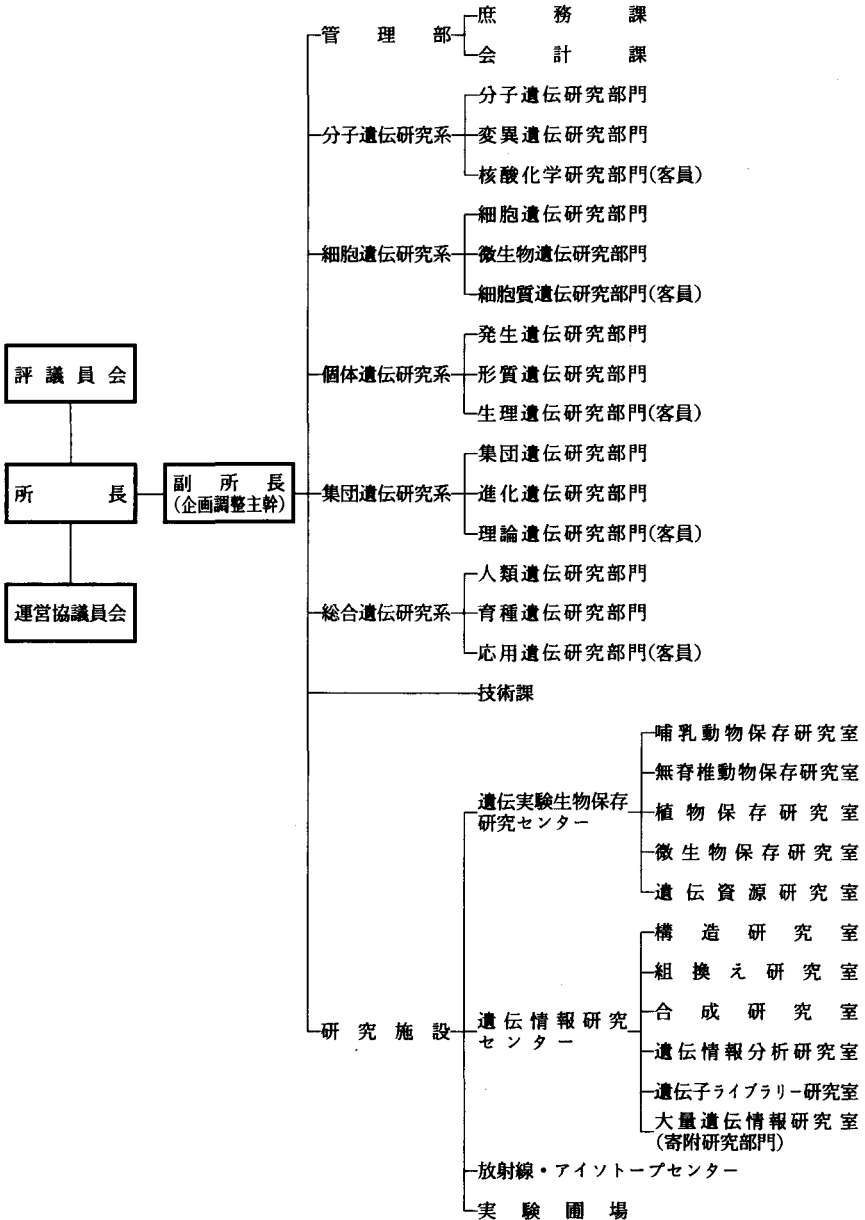 評議員会
所長
運営協議員会
副所長
(企画調整主幹)
管理部
庶務課
会計課
分子遺伝研究系
分子遺伝研究部門
変異遺伝研究部門
核酸化学研究部門(客員)
細胞遺伝研究系
細胞遺伝研究部門
微生物遺伝研究部門
細胞質遺伝研究部門(客員)
個体遺伝研究系
発生遺伝研究部門
形質遺伝研究部門
生理遺伝研究部門(客員)
集団遺伝研究系
集団遺伝研究部門
進化遺伝研究部門
理論遺伝研究部門(客員)
総合遺伝研究系
人類遺伝研究部門
育種遺伝研究部門
応用遺伝研究部門(客員)
技術課
研究施設
遺伝実験生物保存
研究センター
哺乳動物保存研究室
無脊椎動物保存研究室
植物保存研究室
微生物保存研究室
遺伝資源研究室
遺伝情報研究
センター
構造研究室
組換え研究室
合成研究室
遺伝情報分析研究室
遺伝子ライブラリー研究室
大量遺伝情報研究室
(寄附研究部門)
放射線・アイソトープセンター
実験圃場